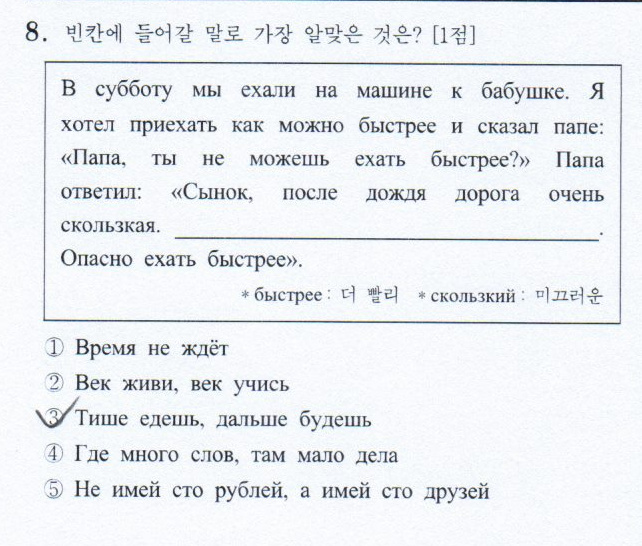 8. 빈칸에 들어갈 말로 가장 알맞은 것은? [1점]
В субботу мы ехали на машине к бабушке. Я
хотел приехать как можно быстрее и сказал папе:
«Папа, ты не можешь ехать быстрее?» Папа
ответил: «Сынок, после дождя дорога очень
скользкая. ____________________.
Опасно ехать быстрее».
* быстрее : 더 빨리 * скользкий : 미끄러운
① Время не ждёт
② Век живи, век учись
③ Тише едешь, дальше будешь
④ Где много слов, там мало дела
⑤ Не имей сто рублей, а имей сто друзей